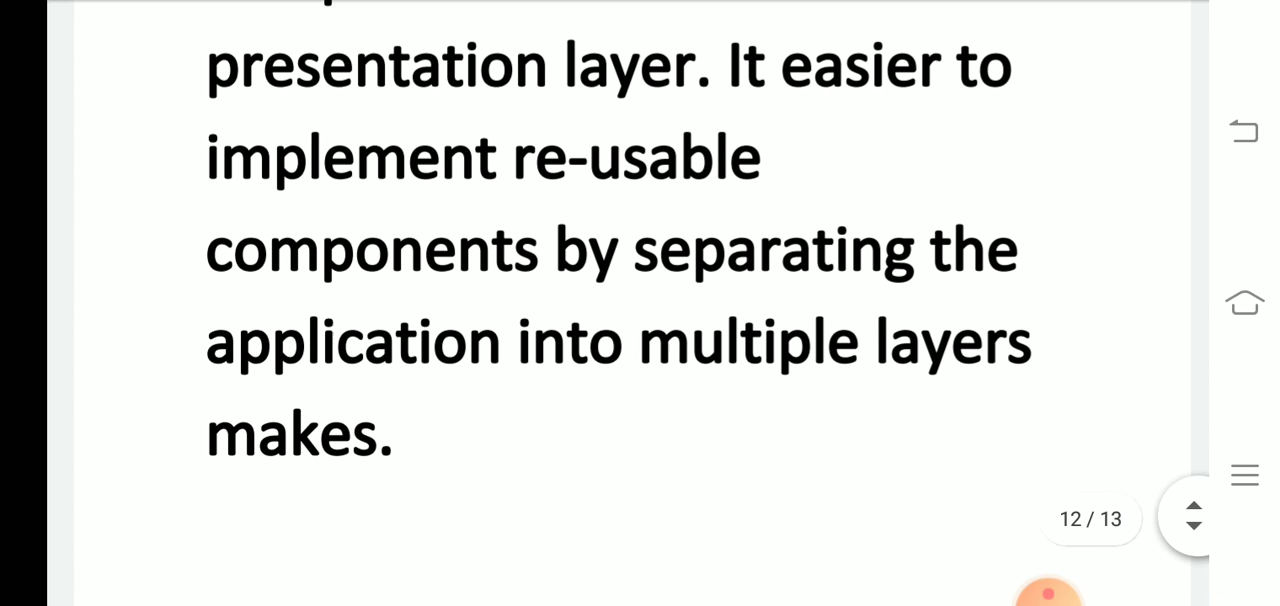 presentation layer. It easier to
implement re-usable
components by separating the
application into multiple layers
makes.
12 / 13